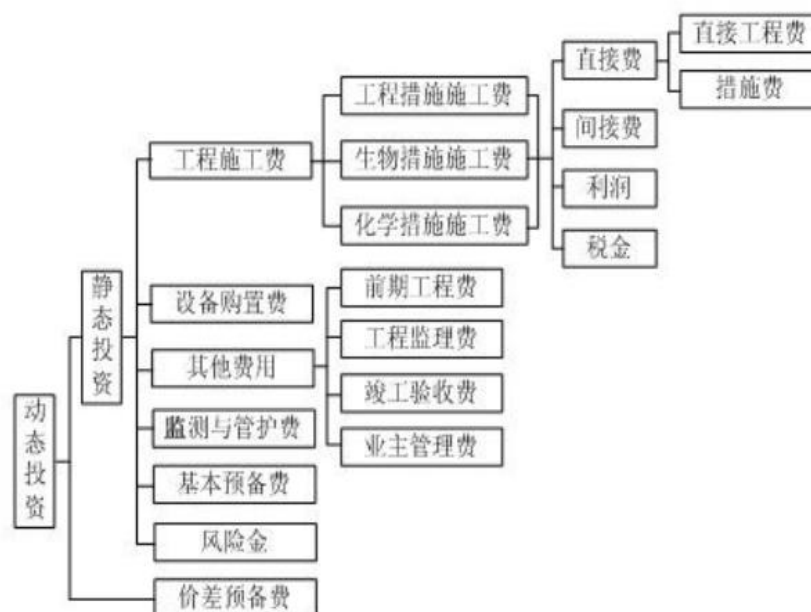 动态投资
静态投资
工程施工费
工程措施施工费
生物措施施工费
化学措施施工费
直接费
直接工程费
措施费
间接费
利润
税金
设备购置费
其他费用
前期工程费
工程监理费
竣工验收费
业主管理费
监测与管护费
基本预备费
风险金
价差预备费